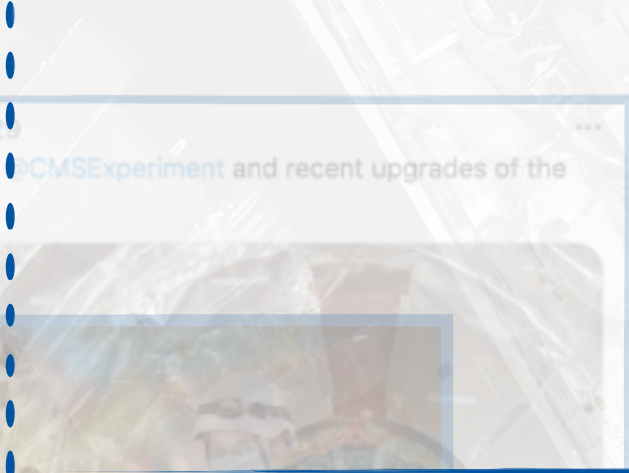 @CMSExperiment and recent upgrades of the